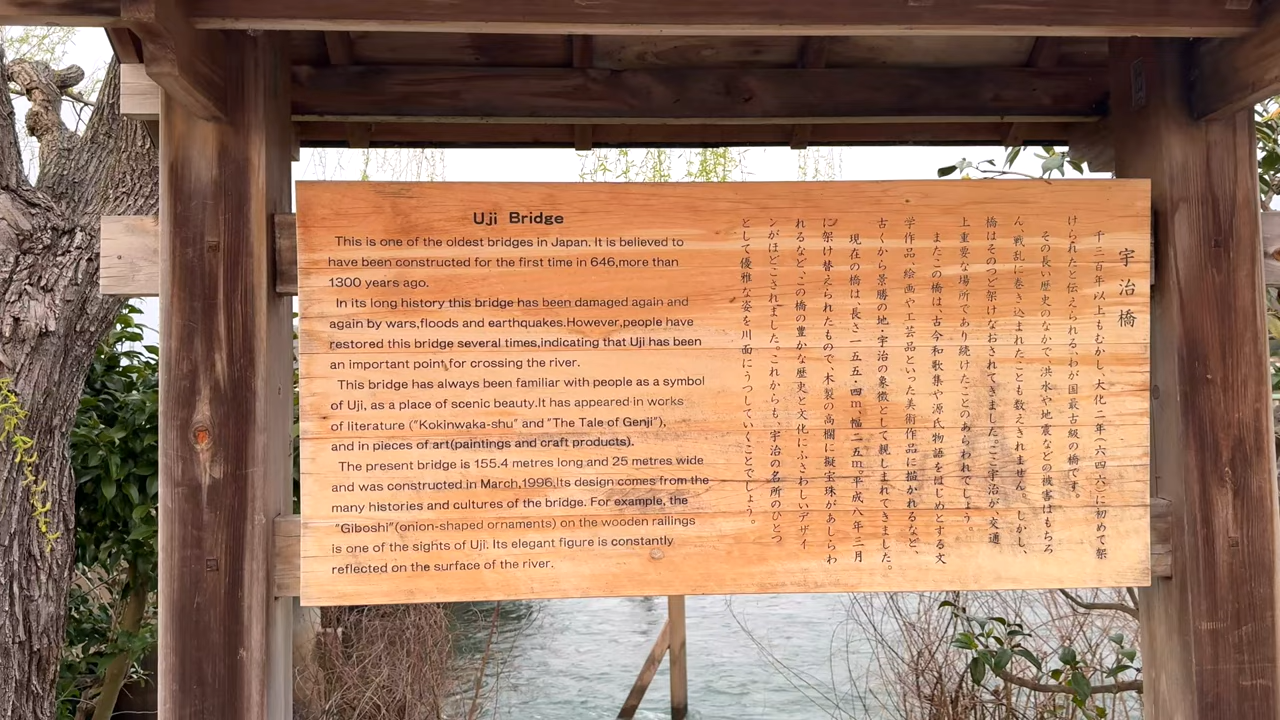 Uji Bridge
This is one of the oldest bridges in Japan. It is believed to
have been constructed for the first time in 646,more than
1300 years ago.
In its long history this bridge has been damaged again and
again by wars,floods and earthquakes.However,people have
restored this bridge several times,indicating that Uji has been
an important point for crossing the river.
This bridge has always been familiar with people as a symbol
of Uji, as a place of scenic beauty.It has appeared in works
of literature ("Kokinwaka-shu" and "The Tale of Genji"),
and in pieces of art(paintings and craft products).
The present bridge is 155.4 metres long and 25 metres wide
and was constructed in March,1996.Its design comes from the
many histories and cultures of the bridge. For example, the
"Giboshi"(onion-shaped ornaments) on the wooden railings
is one of the sights of Uji. Its elegant figure is constantly
reflected on the surface of the river.
宇治橋
千三百年以上もむかし、大化二年(六四六)に初めて架
けられたと伝えられる、わが国最古級の橋です。
その長い歴史のなかで、洪水や地震などの被害はもちろ
ん、戦乱に巻き込まれたことも数えきれません。しかし、
橋はそのつど架けなおされてきました。ここ宇治が、交通
上重要な場所であり続けたことのあらわれでしょう。
またこの橋は、古今和歌集や源氏物語をはじめとする文
学作品、絵画や工芸品といった美術作品に描かれるなど、
古くから景勝の地・宇治の象徴として親しまれてきました。
現在の橋は、長さ一五五・四m、幅二五m。平成八年三月
に架け替えられたもので、木製の高欄に擬宝珠があしらわ
れるなど、この橋の豊かな歴史と文化にふさわしいデザイ
ンがほどこされました。これからも、宇治の名所のひとつ
として優雅な姿を川面にうつしていくことでしょう。